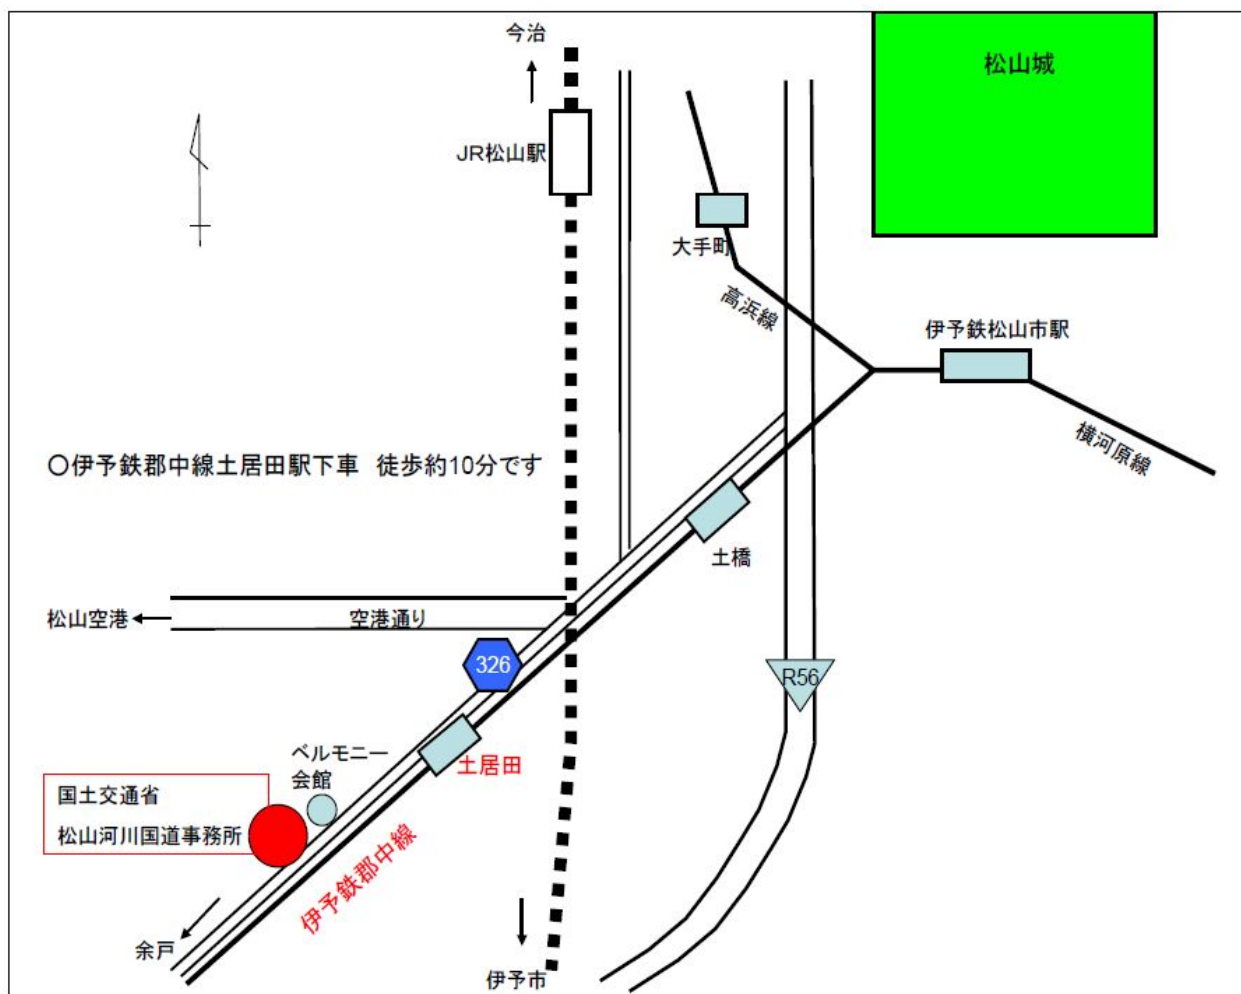 今治
松山城
JR松山駅
大手町
高浜線
伊予鉄松山市駅
横河原線
〇伊予鉄郡中線土居田駅下車　徒歩約10分です
土橋
松山空港
空港通り
326
R56
ベルモニー
会館
土居田
国土交通省
松山河川国道事務所
伊予鉄郡中線
余戸
伊予市